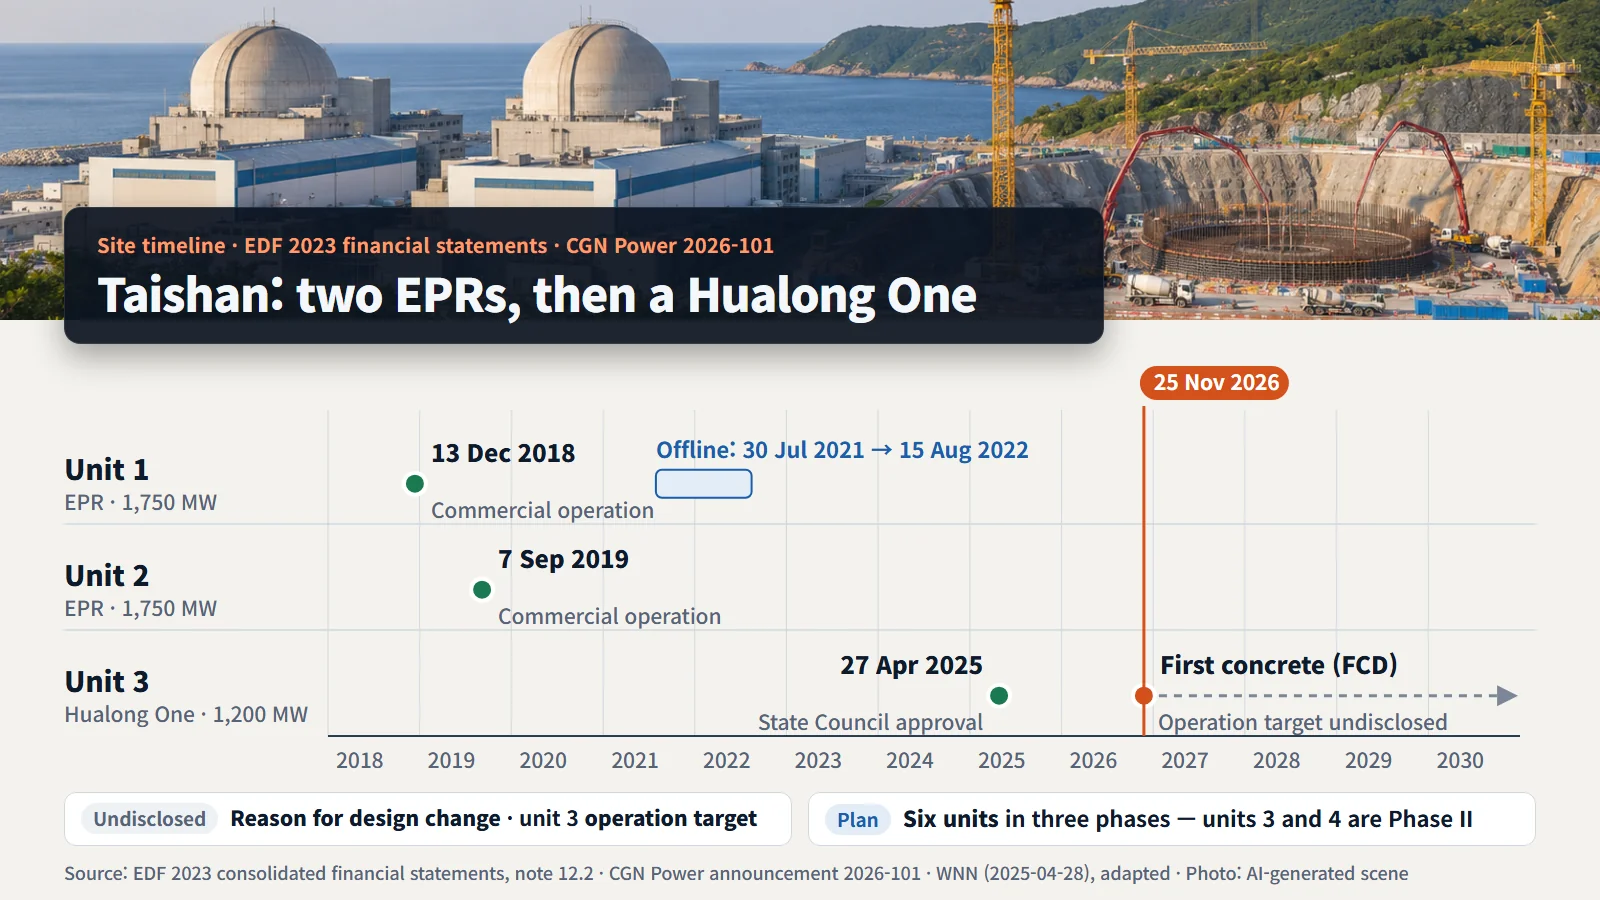 Site timeline · EDF 2023 financial statements · CGN Power 2026-101
Taishan: two EPRs, then a Hualong One
25 Nov 2026
Unit 1
EPR · 1,750 MW
13 Dec 2018
Commercial operation
Offline: 30 Jul 2021 → 15 Aug 2022
Unit 2
EPR · 1,750 MW
7 Sep 2019
Commercial operation
Unit 3
Hualong One · 1,200 MW
27 Apr 2025
State Council approval
First concrete (FCD)
Operation target undisclosed
2018 2019 2020 2021 2022 2023 2024 2025 2026 2027 2028 2029 2030
Undisclosed Reason for design change · unit 3 operation target
Plan Six units in three phases — units 3 and 4 are Phase II
Source: EDF 2023 consolidated financial statements, note 12.2 · CGN Power announcement 2026-101 · WNN (2025-04-28), adapted · Photo: AI-generated scene